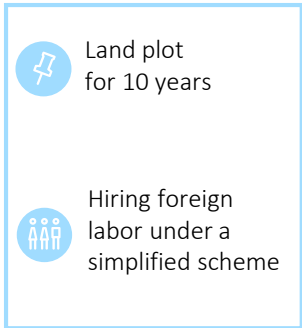 Land plot
for 10 years
Hiring foreign
labor under a
simplified scheme